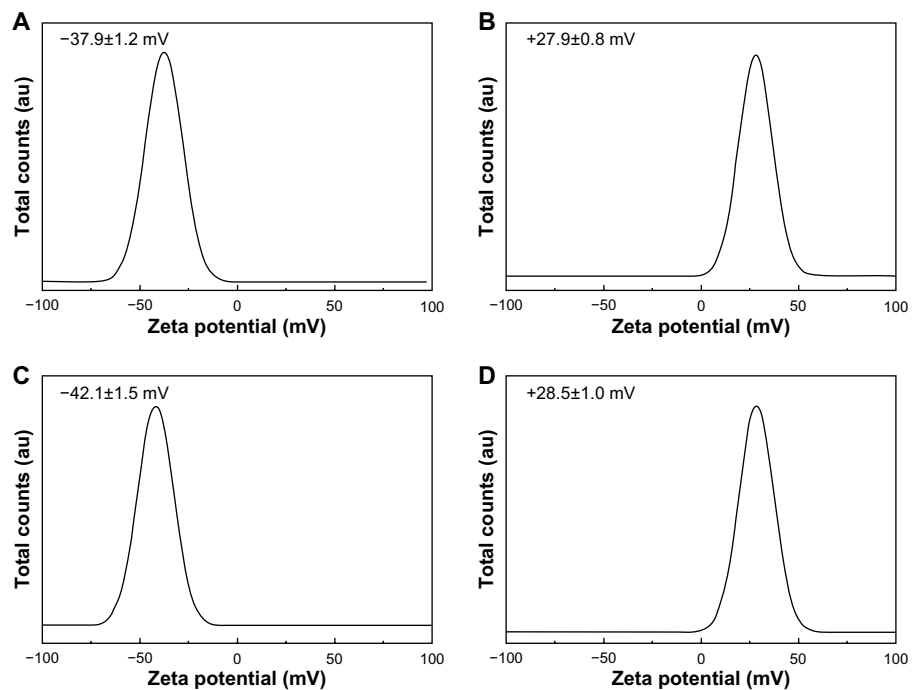 A
−37.9±1.2 mV
Total counts (au)
−100 −50 0 50 100
Zeta potential (mV)
B
+27.9±0.8 mV
Total counts (au)
−100 −50 0 50 100
Zeta potential (mV)
C
−42.1±1.5 mV
Total counts (au)
−100 −50 0 50 100
Zeta potential (mV)
D
+28.5±1.0 mV
Total counts (au)
−100 −50 0 50 100
Zeta potential (mV)